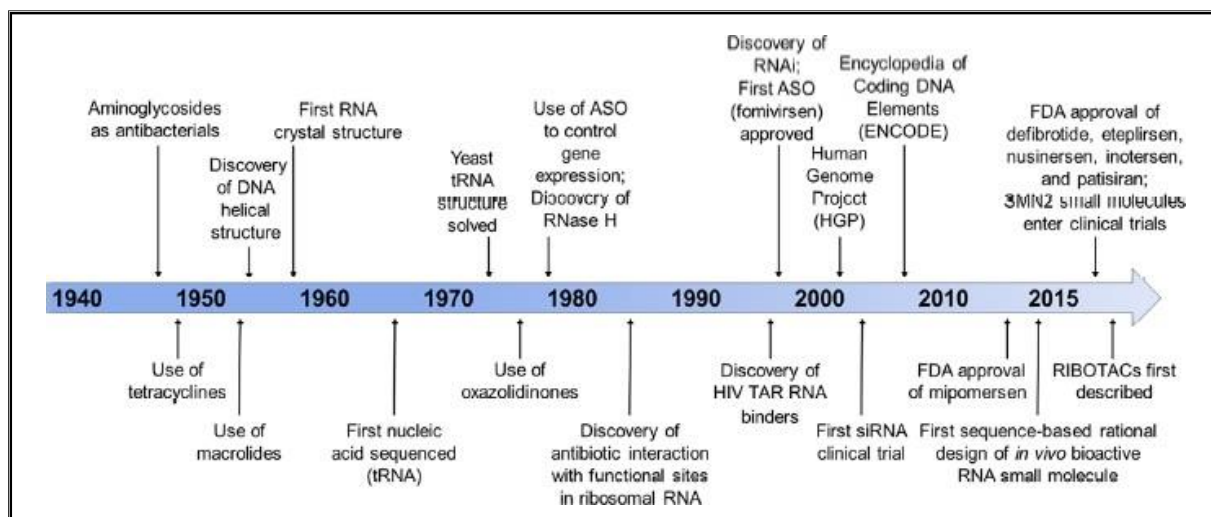 Aminoglycosides
as antibacterials
Discovery
of DNA
helical
structure
First RNA
crystal structure
Yeast
tRNA
structure
solved
Use of ASO
to control
gene
expression;
Discovery of
RNase H
Discovery of
RNAi;
First ASO
(fomivirsen)
approved
Human
Genome
Project
(HGP)
Encyclopedia of
Coding DNA
Elements
(ENCODE)
FDA approval of
defibrotide, eteplirsen,
nusinersen, inotersen,
and patisiran;
SMN2 small molecules
enter clinical trials
1940 1950 1960 1970 1980 1990 2000 2010 2015
Use of
tetracyclines
Use of
macrolides
First nucleic
acid sequenced
(tRNA)
Use of
oxazolidinones
Discovery of
antibiotic interaction
with functional sites
in ribosomal RNA
Discovery of
HIV TAR RNA
binders
First siRNA
clinical trial
FDA approval
of mipomersen
First sequence-based rational
design of in vivo bioactive
RNA small molecule
RIBOTACs first
described